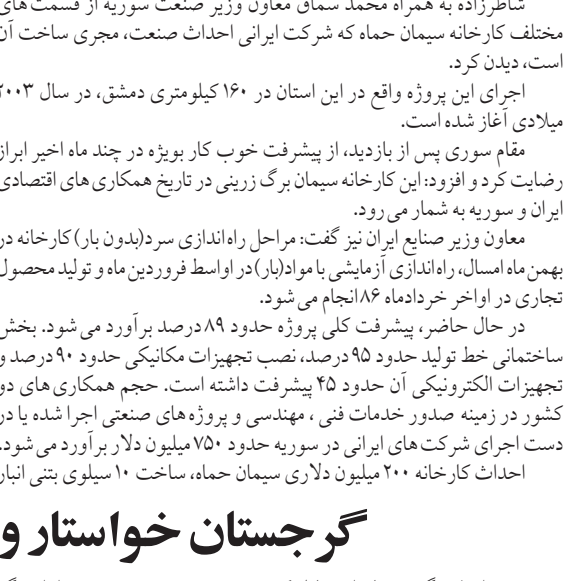 شاطرزاده به همراه محمد سماق معاون وزیر صنعت سوریه از قسمت های
مختلف کارخانه سیمان حماه که شرکت ایرانی احداث صنعت، مجری ساخت آن
است، دیدن کرد.
اجرای این پروژه واقع در این استان در ۱۶۰ کیلومتری دمشق، در سال ۲۰۰۳
میلادی آغاز شده است.
مقام سوری پس از بازدید، از پیشرفت خوب کار بویژه در چند ماه اخیر ابراز
رضایت کرد و افزود: این کارخانه سیمان برگ زرینی در تاریخ همکاری های اقتصادی
ایران و سوریه به شمار می رود.
معاون وزیر صنایع ایران نیز گفت: مراحل راه اندازی سرد(بدون بار) کارخانه در
بهمن ماه امسال، راه اندازی آزمایشی با مواد(بار) در اواسط فروردین ماه و تولید محصول
تجاری در اواخر خردادماه ۸۶ انجام می شود.
در حال حاضر، پیشرفت کلی پروژه حدود ۸۹ درصد برآورد می شود. بخش
ساختمانی خط تولید حدود ۹۵ درصد، نصب تجهیزات مکانیکی حدود ۹۰ درصد و
تجهیزات الکترونیکی آن حدود ۴۵ پیشرفت داشته است. حجم همکاری های دو
کشور در زمینه صدور خدمات فنی ، مهندسی و پروژه های صنعتی اجرا شده یا در
دست اجرای شرکت های ایرانی در سوریه حدود ۷۵۰ میلیون دلار برآورد می شود.
احداث کارخانه ۲۰۰ میلیون دلاری سیمان حماه، ساخت ۱۰ سیلوی بتنی انبار
گرجستان خواستار و